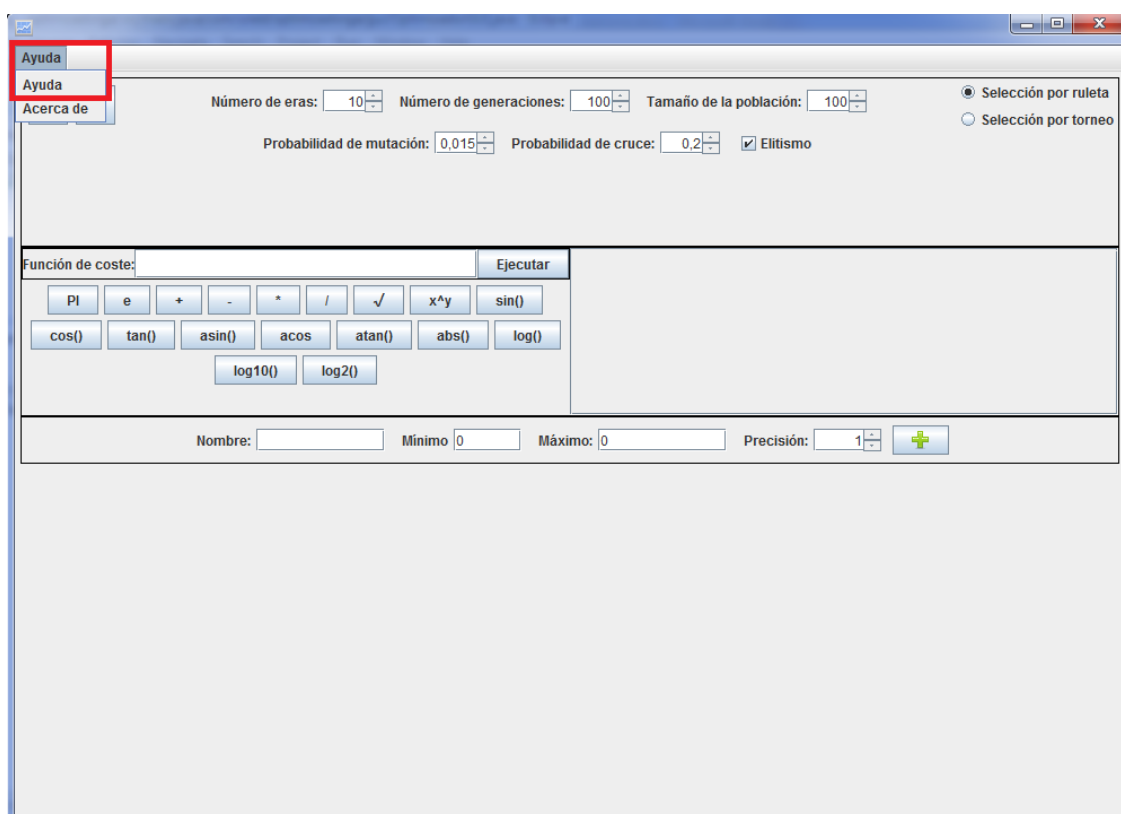 Ayuda
Ayuda
Acerca de
Número de eras: 10 Número de generaciones: 100 Tamaño de la población: 100
Selección por ruleta
Selección por torneo
Probabilidad de mutación: 0,015 Probabilidad de cruce: 0,2 Elitismo
Función de coste: Ejecutar
PI e + - * / √ x^y sin()
cos() tan() asin() acos atan() abs() log()
log10() log2()
Nombre: Mínimo 0 Máximo: 0 Precisión: 1